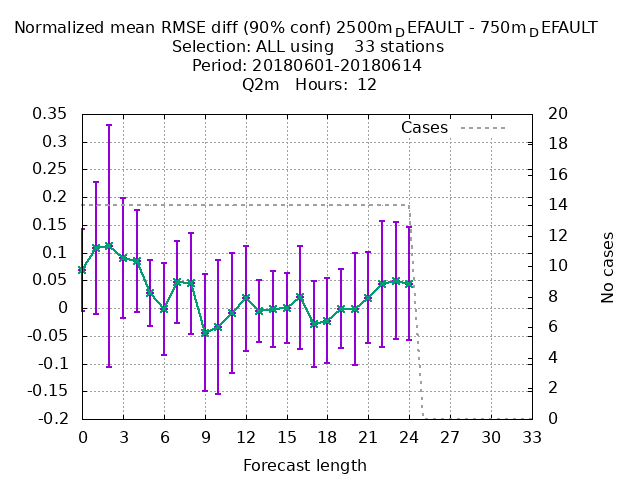 Normalized mean RMSE diff (90% conf) 2500m_DEFAULT - 750m_DEFAULT
Selection: ALL using    33 stations
Period: 20180601-20180614
Q2m   Hours:  12
Cases
0.35
0.3
0.25
0.2
0.15
0.1
0.05
0
-0.05
-0.1
-0.15
-0.2
20
18
16
14
12
10
8
6
4
2
0
No cases
0 3 6 9 12 15 18 21 24 27 30 33
Forecast length